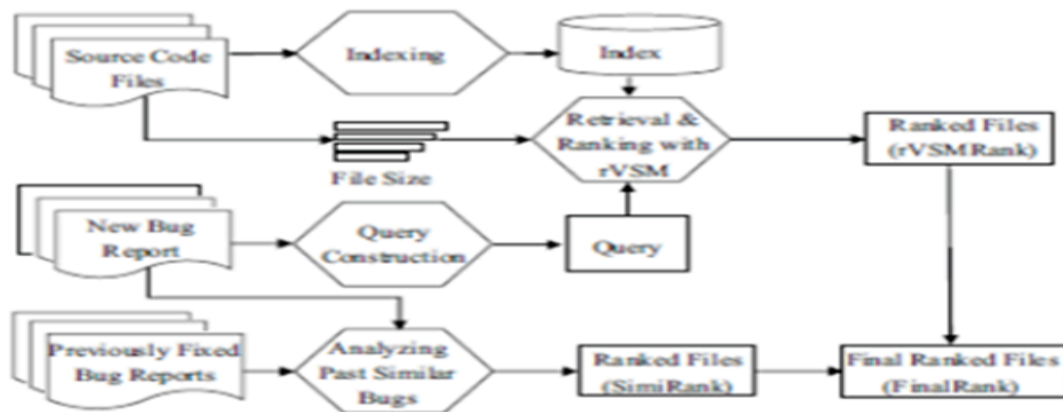 Source Code
Files
Indexing
Index
Retrieval &
Ranking with
rVSM
Ranked Files
(rVSMRank)
File Size
New Bug
Report
Query
Construction
Query
Previously Fixed
Bug Reports
Analyzing
Past Similar
Bugs
Ranked Files
(SimiRank)
Final Ranked Files
(FinalRank)